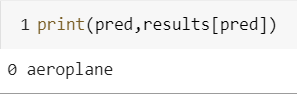 1 print(pred,results[pred])
0 aeroplane